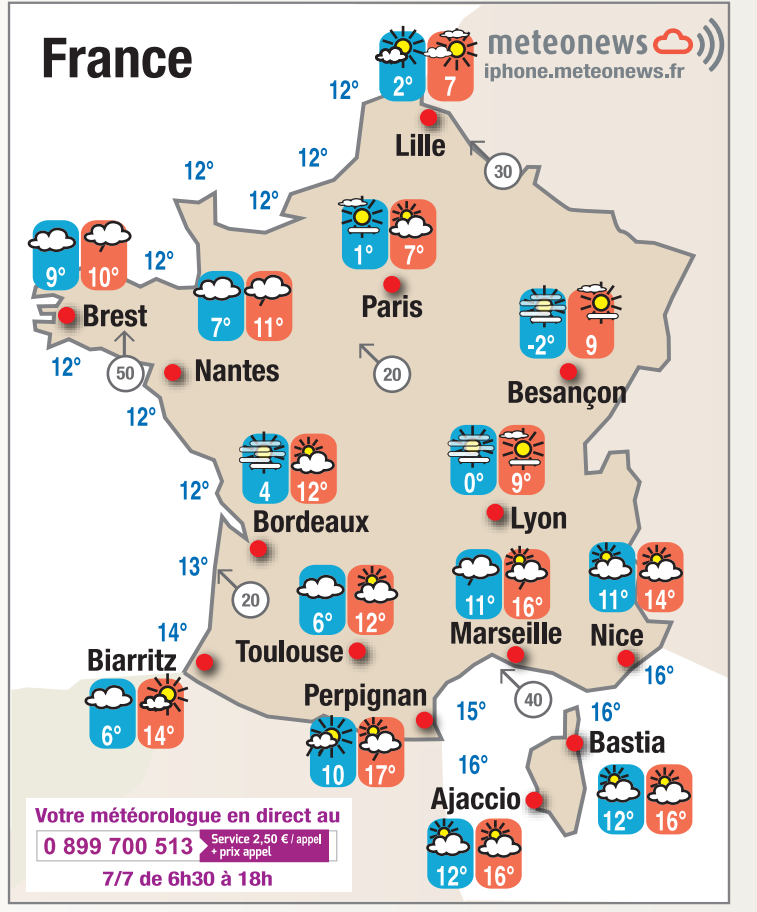 France
meteonews
iphone.meteonews.fr
2° 7
12°
Lille
12°
30
12°
12°
1° 7°
9° 10°
12°
Paris
7° 11°
Brest
-2° 9
12°
50
Nantes
20
Besançon
12°
4 12°
0° 9°
12°
Bordeaux
Lyon
13°
20
6° 12°
11° 16°
11° 14°
14°
Biarritz
Toulouse
Marseille
Nice
16°
6° 14°
Perpignan
15°
40
16°
10 17°
16°
Bastia
Ajaccio
12° 16°
12° 16°
Votre météorologue en direct au
0 899 700 513
Service 2,50 € / appel
+ prix appel
7/7 de 6h30 à 18h